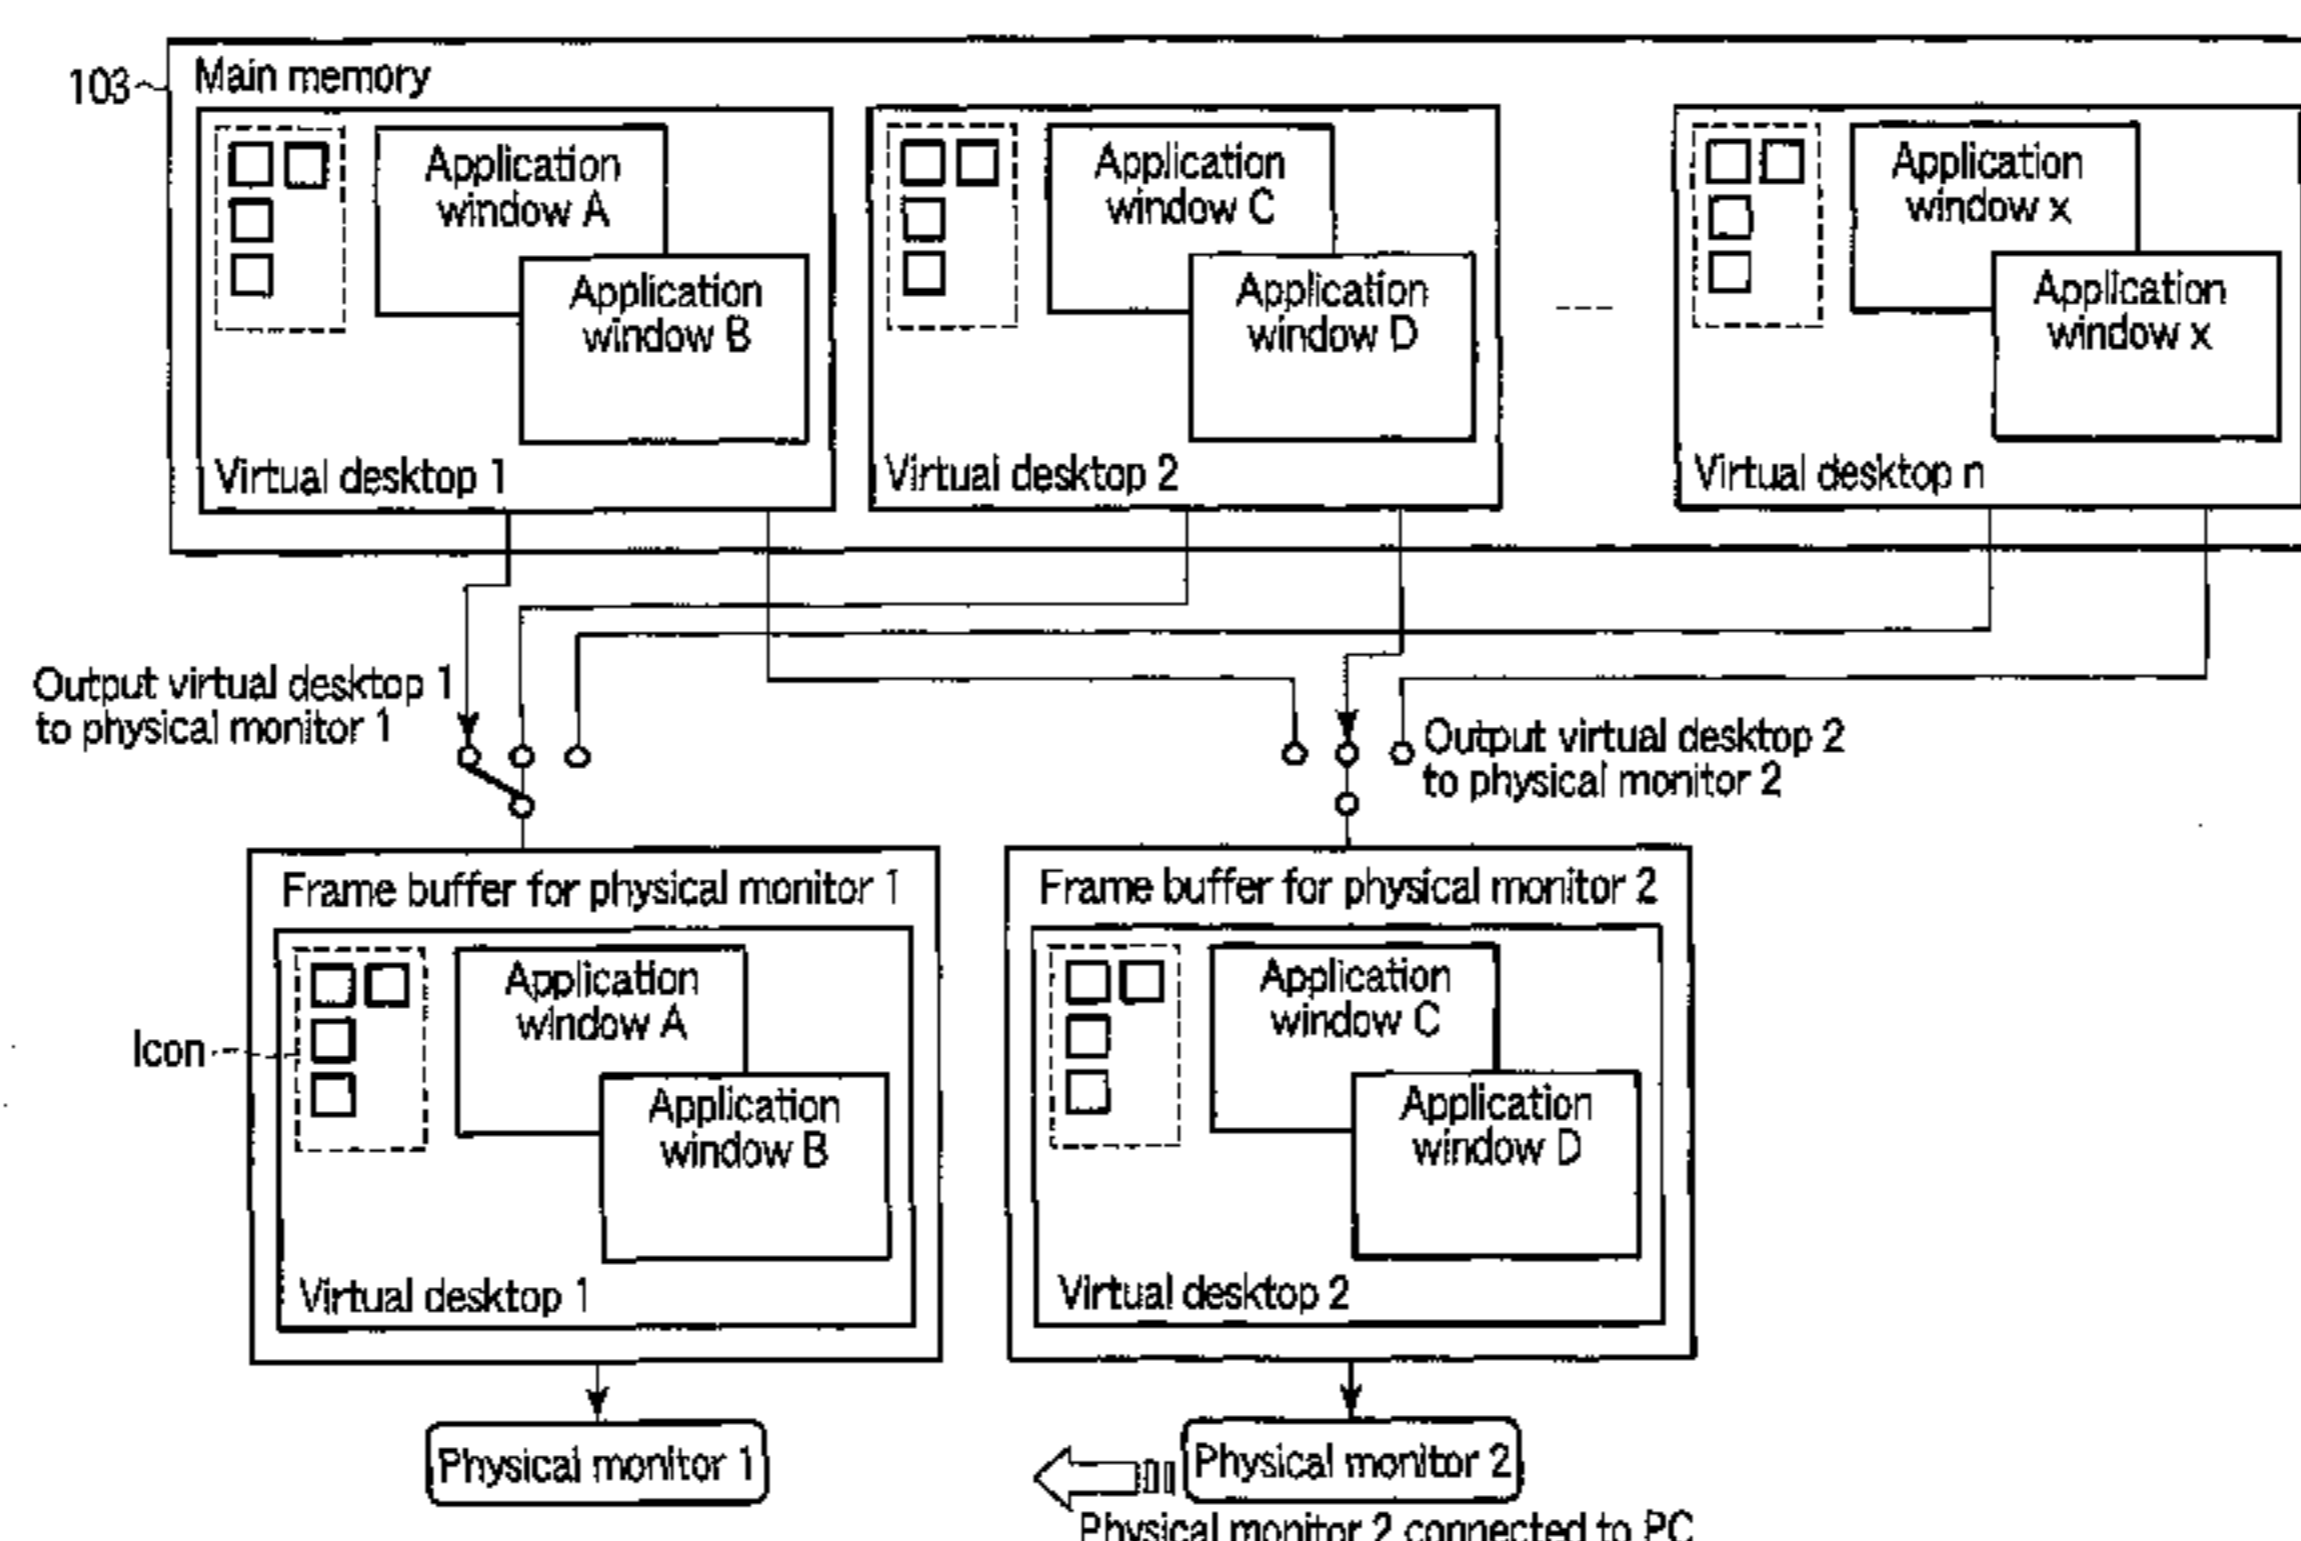 103
Main memory
Application
window A
Application
window B
Virtual desktop 1
Application
window C
Application
window D
Virtual desktop 2
Application
window x
Application
window x
Virtual desktop n
Output virtual desktop 1
to physical monitor 1
Output virtual desktop 2
to physical monitor 2
Frame buffer for physical monitor 1
Application
window A
Application
window B
Virtual desktop 1
Icon
Frame buffer for physical monitor 2
Application
window C
Application
window D
Virtual desktop 2
Physical monitor 1
Physical monitor 2
Physical monitor 2 connected to PC